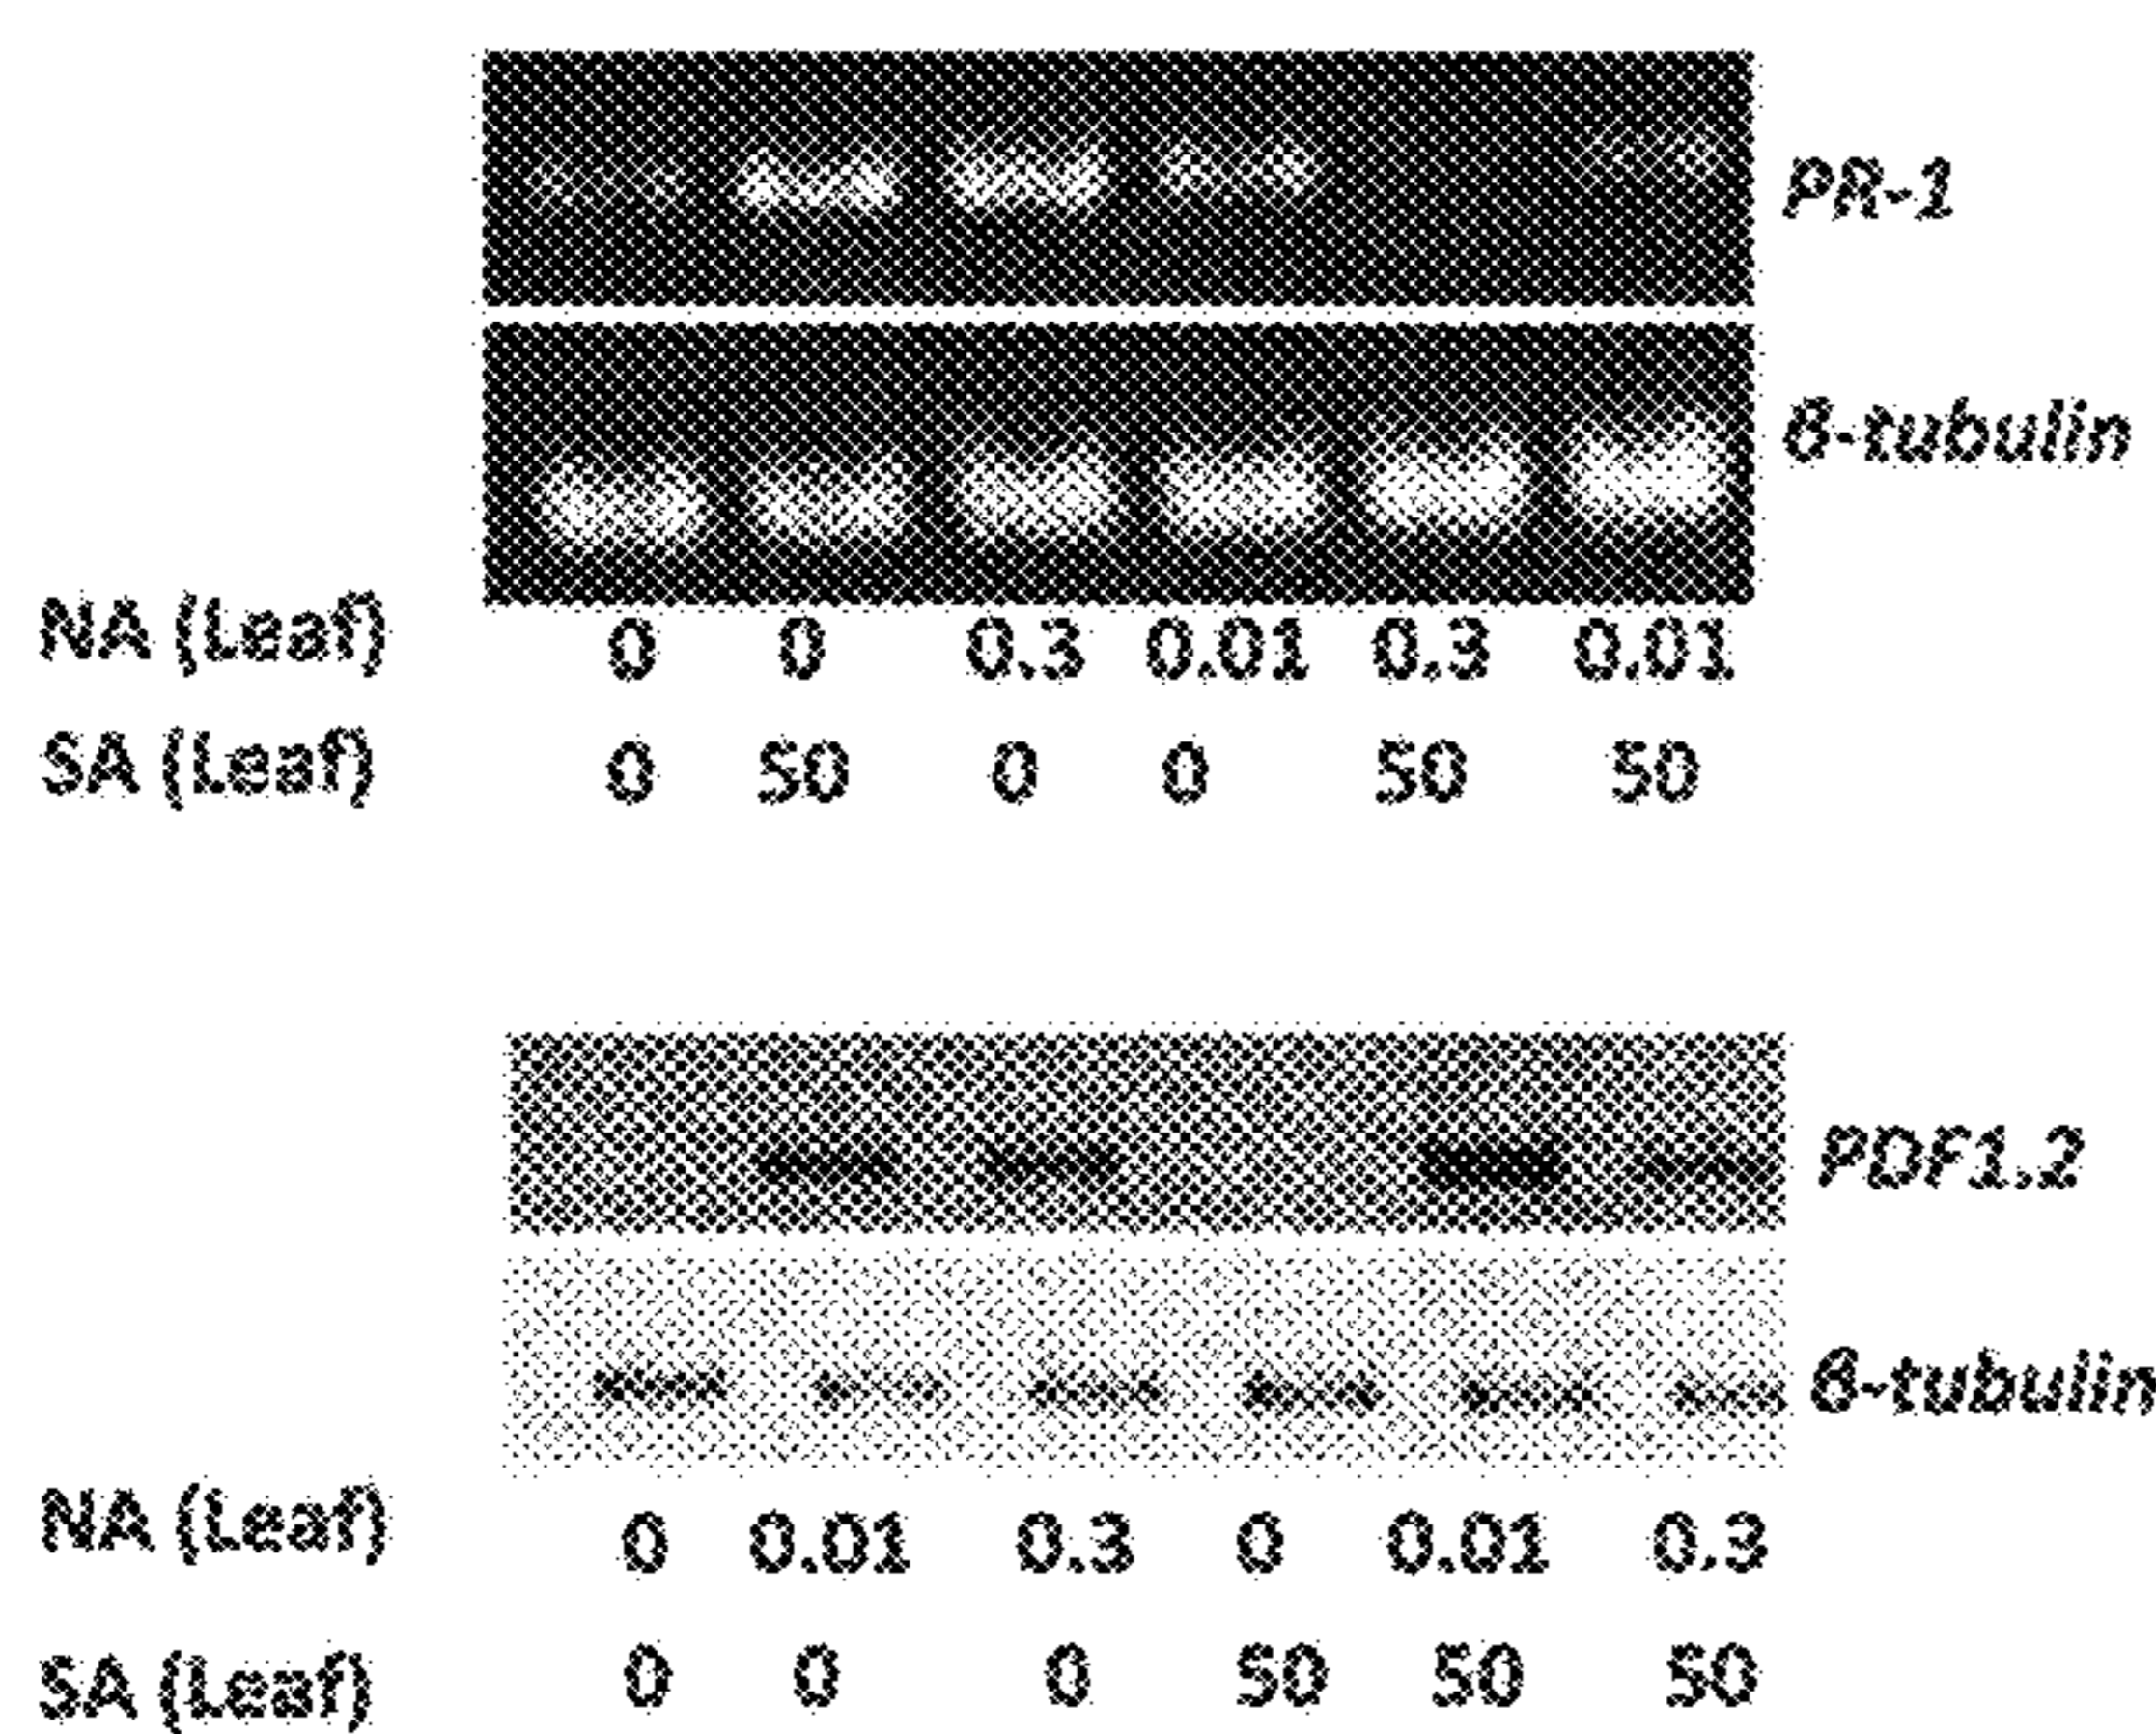 PR-1
β-tubulin
NA (Leaf) 0 0 0.3 0.01 0.3 0.01
SA (Leaf) 0 50 0 0 50 50
PDF1.2
β-tubulin
NA (Leaf) 0 0.01 0.3 0 0.01 0.3
SA (Leaf) 0 0 0 50 50 50